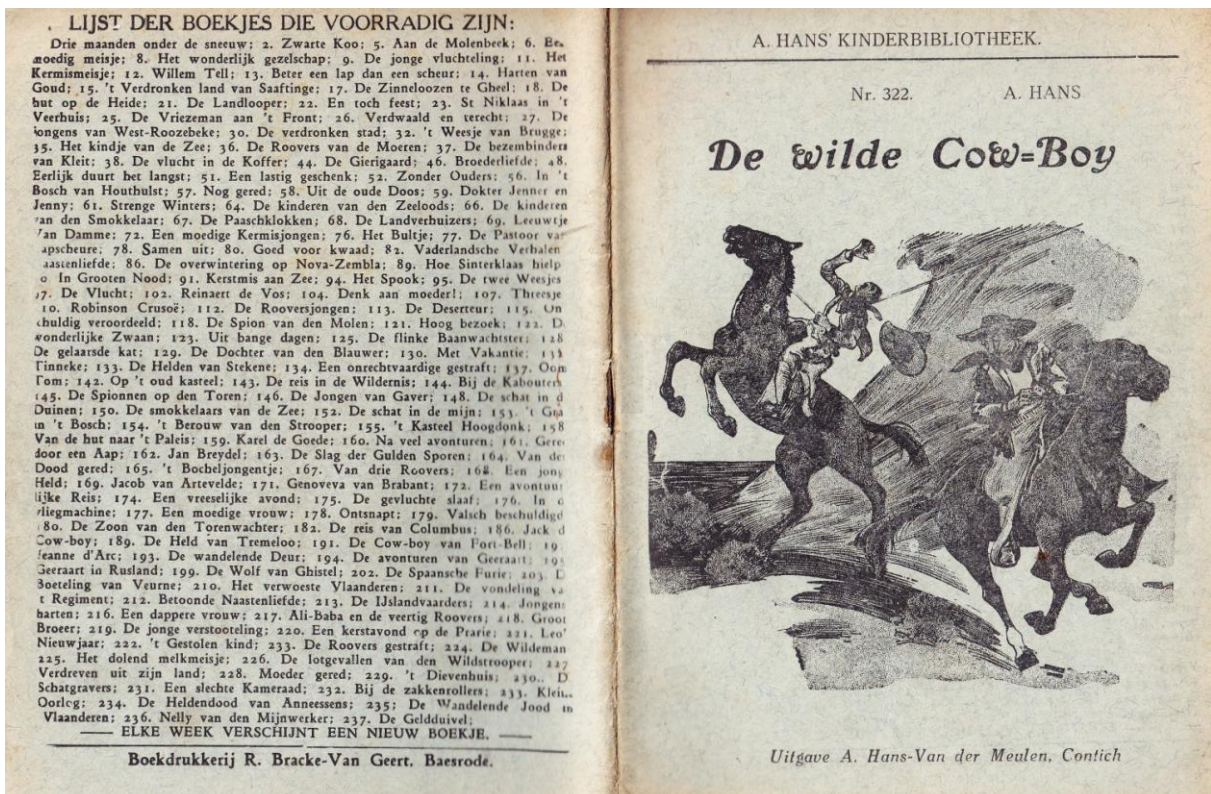 LIJST DER BOEKJES DIE VOORRADIG ZIJN:
Drie maanden onder de sneeuw; 2. Zwarte Koo; 5. Aan de Molenbeek; 6.
moedig meisje; 8. Het wonderlijk gezelschap; 9. De jonge vluchteling; 11. Het
Kermismeisje; 12. Willem Tell; 13. Beter een lap dan een scheur; 14. Harten van
Goud; 15. 't Verdronken land van Saaftinge; 17. De Zinneloozen te Gheel; 18. De
hut op de Heide; 21. De Landlooper; 22. En toch feest; 23. St Niklaas in 't
Veerhuis; 25. De Vriezeman aan 't Front; 26. Verdwaald en terecht; 27. De
jongens van West-Roozebeke; 30. De verdronken stad; 32. 't Weesje van Brugge;
35. Het kindje van de Zee; 36. De Roovers van de Moeren; 37. De bezembinders
van Kleit; 38. De vlucht in de Koffer; 44. De Gierigaard; 46. Broederliefde; 48.
Eerlijk duurt het langst; 51. Een lastig geschenk; 52. Zonder Ouders; 56. In 't
Bosch van Houthulst; 57. Nog gered; 58. Uit de oude Doos; 59. Dokter Jenner en
Jenny; 61. Strenge Winters; 64. De kinderen van den Zeeloods; 66. De kinderen
van den Smokkelaar; 67. De Paaschklokken; 68. De Landverhuizers; 69. Leeuwtje
Van Damme; 72. Een moedige Kermisjongen; 76. Het Bultje; 77. De Pastoor van
apscheure; 78. Samen uit; 80. Goed voor kwaad; 82. Vaderlandsche Verhalen
aastenliefde; 86. De overwintering op Nova-Zembla; 89. Hoe Sinterklaas hielp
In Grooten Nood; 91. Kerstmis aan Zee; 94. Het Spook; 95. De twee Weesjes
De Vlucht; 102. Reinaert de Vos; 104. Denk aan moeder!; 107. Threesje
10. Robinson Crusoë; 112. De Rooversjongen; 113. De Deserteur; 115. On
chuldig veroordeeld; 118. De Spion van den Molen; 121. Hoog bezoek; 122. D
wonderlijke Zwaan; 123. Uit bange dagen; 125. De flinke Baanwachtster; 128
De gelaarsde kat; 129. De Dochter van den Blauwer; 130. Met Vakantie; 131
Tinneke; 133. De Helden van Stekene; 134. Een onrechtvaardige gestraft; 137. Oom
Tom; 142. Op 't oud kasteel; 143. De reis in de Wildernis; 144. Bij de Kabouters
145. De Spionnen op den Toren; 146. De Jongen van Gaver; 148. De schat in d
Duinen; 150. De smokkelaars van de Zee; 152. De schat in de mijn; 153. 't
in 't Bosch; 154. 't Berouw van den Strooper; 155. 't Kasteel Hoogdonk; 158
Van de hut naar 't Paleis; 159. Karel de Goede; 160. Na veel avonturen; 161. Gere
door een Aap; 162. Jan Breydel; 163. De Slag der Gulden Sporen; 164. Van de
Dood gered; 165. 't Bocheljongentje; 167. Van drie Roovers; 168. Een jong
Held; 169. Jacob van Artevelde; 171. Genoveva van Brabant; 172. Een avontuur
lijke Reis; 174. Een vreeselijke avond; 175. De gevluchte slaaf; 176. In
vliegmachine; 177. Een moedige vrouw; 178. Ontsnapt; 179. Valsch beschuldigd
180. De Zoon van den Torenwachter; 182. De reis van Columbus; 186. Jack d
Cow-boy; 189. De Held van Tremeloo; 191. De Cow-boy van Fort-Bell; 19
Jeanne d'Arc; 193. De wandelende Deur; 194. De avonturen van Geeraart; 19
Geeraart in Rusland; 199. De Wolf van Ghistel; 202. De Spaansche Furie; 203. D
Boeteling van Veurne; 210. Het verwoeste Vlaanderen; 211. De vondeling va
t Regiment; 212. Betoonde Naastenliefde; 213. De IJslandvaarders; 214. Jongens
harten; 216. Een dappere vrouw; 217. Ali-Baba en de veertig Roovers; 218. Groot
Broer; 219. De jonge verstooteling; 220. Een kerstavond op de Prarie; 221. Leo'
Nieuwjaar; 222. 't Gestolen kind; 233. De Roovers gestraft; 224. De Wildeman
225. Het dolend melkmeisje; 226. De lotgevallen van den Wildstrooper; 227
Verdreven uit zijn land; 228. Moeder gered; 229. 't Dievenhuis; 230. D
Schatgravers; 231. Een slechte Kameraad; 232. Bij de zakkenrollers; 233. Klein
Oorlog; 234. De Heldendood van Anneessens; 235; De Wandelende Jood in
Vlaanderen; 236. Nelly van den Mijnwerker; 237. De Geldduivel;
ELKE WEEK VERSCHIJNT EEN NIEUW BOEKJE.
Boekdrukkerij R. Bracke-Van Geert, Baesrode.
A. HANS' KINDERBIBLIOTHEEK.
Nr. 322. A. HANS
De wilde Cow=Boy
Uitgave A. Hans-Van der Meulen, Contich